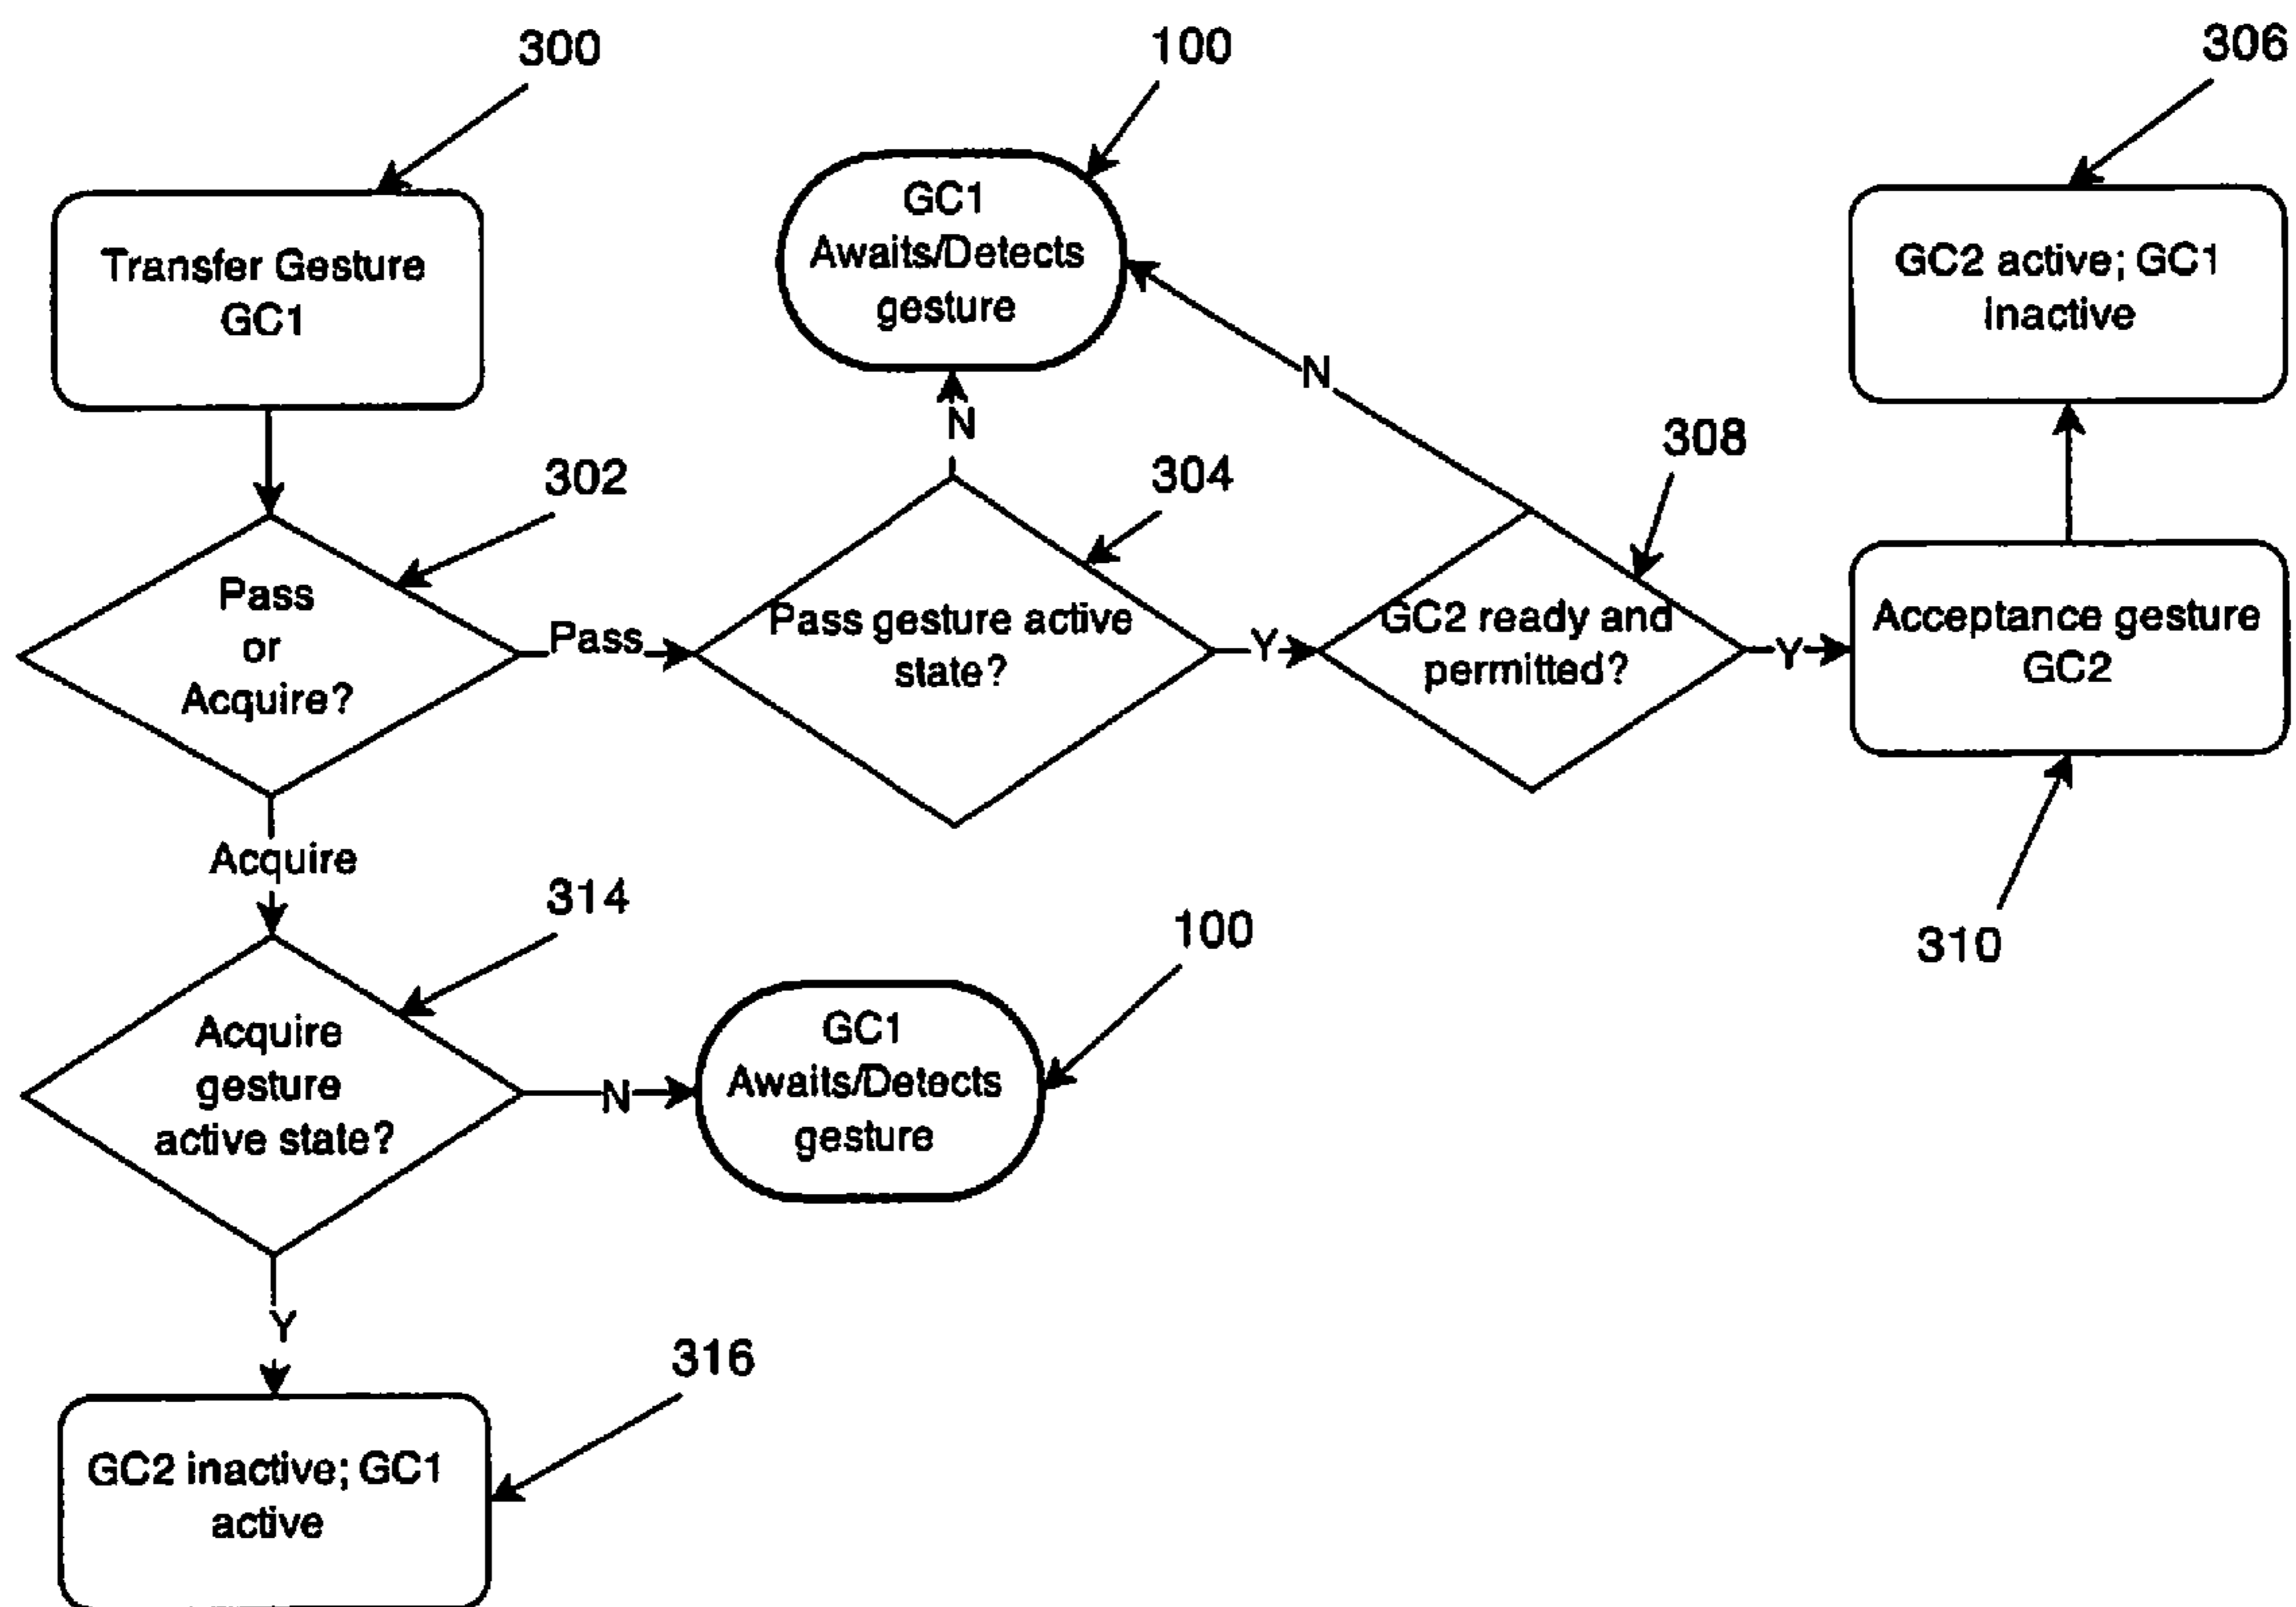 300
100
306
Transfer Gesture
GC1
GC1
Awaits/Detects
gesture
GC2 active; GC1
inactive
N
N
302
304
308
Pass
or
Acquire?
Pass
Pass gesture active
state?
Y
GC2 ready and
permitted?
Y
Acceptance gesture
GC2
310
Acquire
314
100
Acquire
gesture
active state?
N
GC1
Awaits/Detects
gesture
Y
316
GC2 inactive; GC1
active